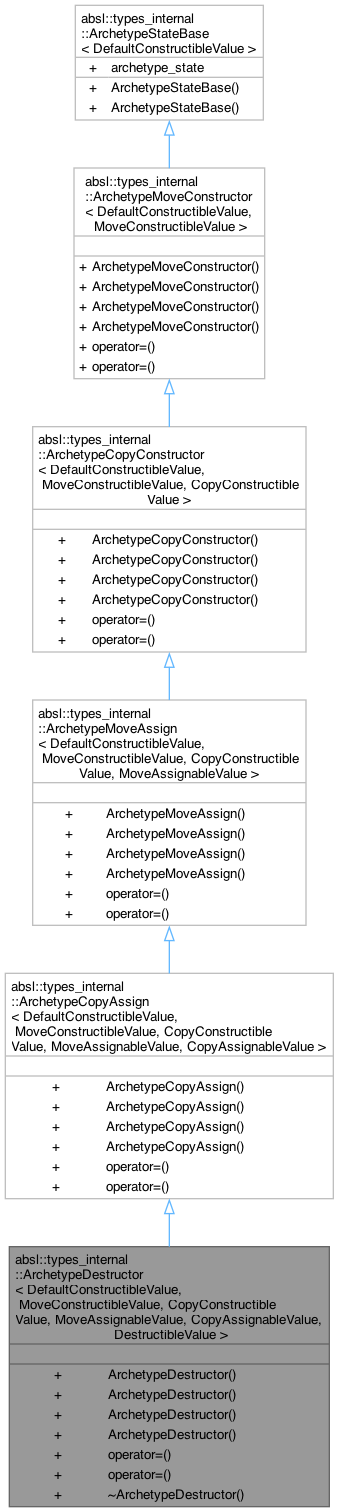 absl::types_internal
::ArchetypeStateBase
< DefaultConstructibleValue >
+ archetype_state
+ ArchetypeStateBase()
+ ArchetypeStateBase()
absl::types_internal
::ArchetypeMoveConstructor
< DefaultConstructibleValue,
MoveConstructibleValue >
+ ArchetypeMoveConstructor()
+ ArchetypeMoveConstructor()
+ ArchetypeMoveConstructor()
+ ArchetypeMoveConstructor()
+ operator=()
+ operator=()
absl::types_internal
::ArchetypeCopyConstructor
< DefaultConstructibleValue,
MoveConstructibleValue, CopyConstructible
Value >
+ ArchetypeCopyConstructor()
+ ArchetypeCopyConstructor()
+ ArchetypeCopyConstructor()
+ ArchetypeCopyConstructor()
+ operator=()
+ operator=()
absl::types_internal
::ArchetypeMoveAssign
< DefaultConstructibleValue,
MoveConstructibleValue, CopyConstructible
Value, MoveAssignableValue >
+ ArchetypeMoveAssign()
+ ArchetypeMoveAssign()
+ ArchetypeMoveAssign()
+ ArchetypeMoveAssign()
+ operator=()
+ operator=()
absl::types_internal
::ArchetypeCopyAssign
< DefaultConstructibleValue,
MoveConstructibleValue, CopyConstructible
Value, MoveAssignableValue, CopyAssignableValue >
+ ArchetypeCopyAssign()
+ ArchetypeCopyAssign()
+ ArchetypeCopyAssign()
+ ArchetypeCopyAssign()
+ operator=()
+ operator=()
absl::types_internal
::ArchetypeDestructor
< DefaultConstructibleValue,
MoveConstructibleValue, CopyConstructible
Value, MoveAssignableValue, CopyAssignableValue,
DestructibleValue >
+ ArchetypeDestructor()
+ ArchetypeDestructor()
+ ArchetypeDestructor()
+ ArchetypeDestructor()
+ operator=()
+ operator=()
+ ~ArchetypeDestructor()